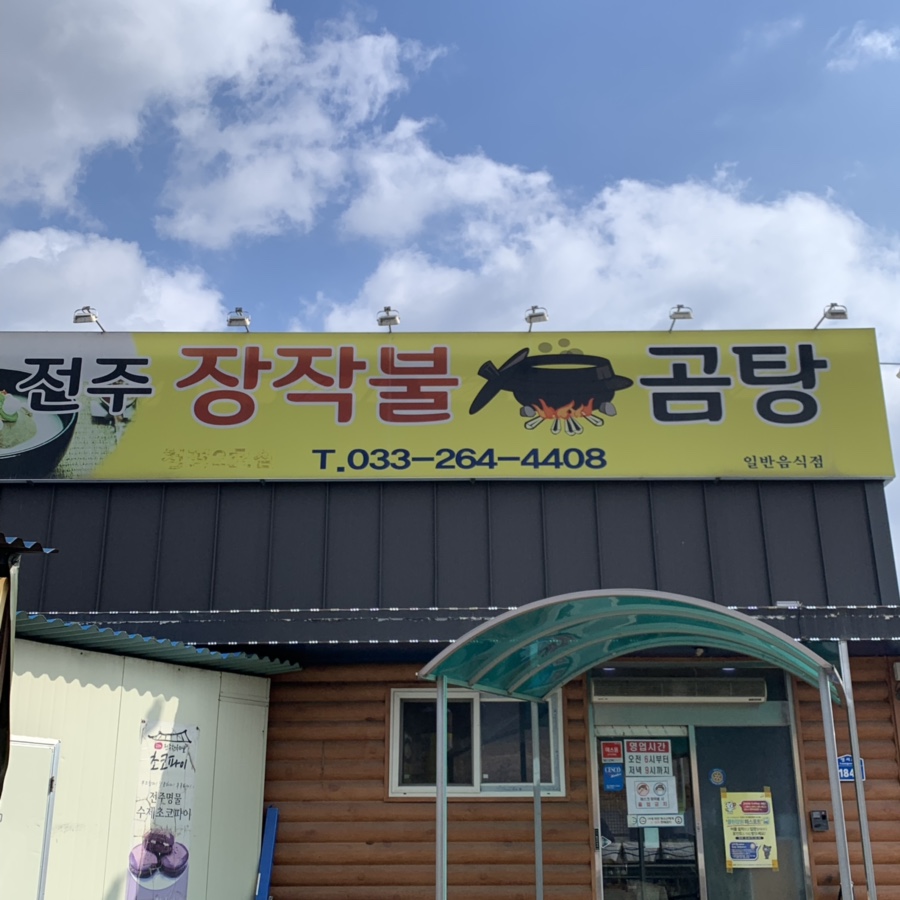 전주 장작불 곰탕
T.033-264-4408
일반음식점
초코파이
전주명물
수제초코파이
영업시간
오전 6시부터
저녁 9시까지
CESCO
184